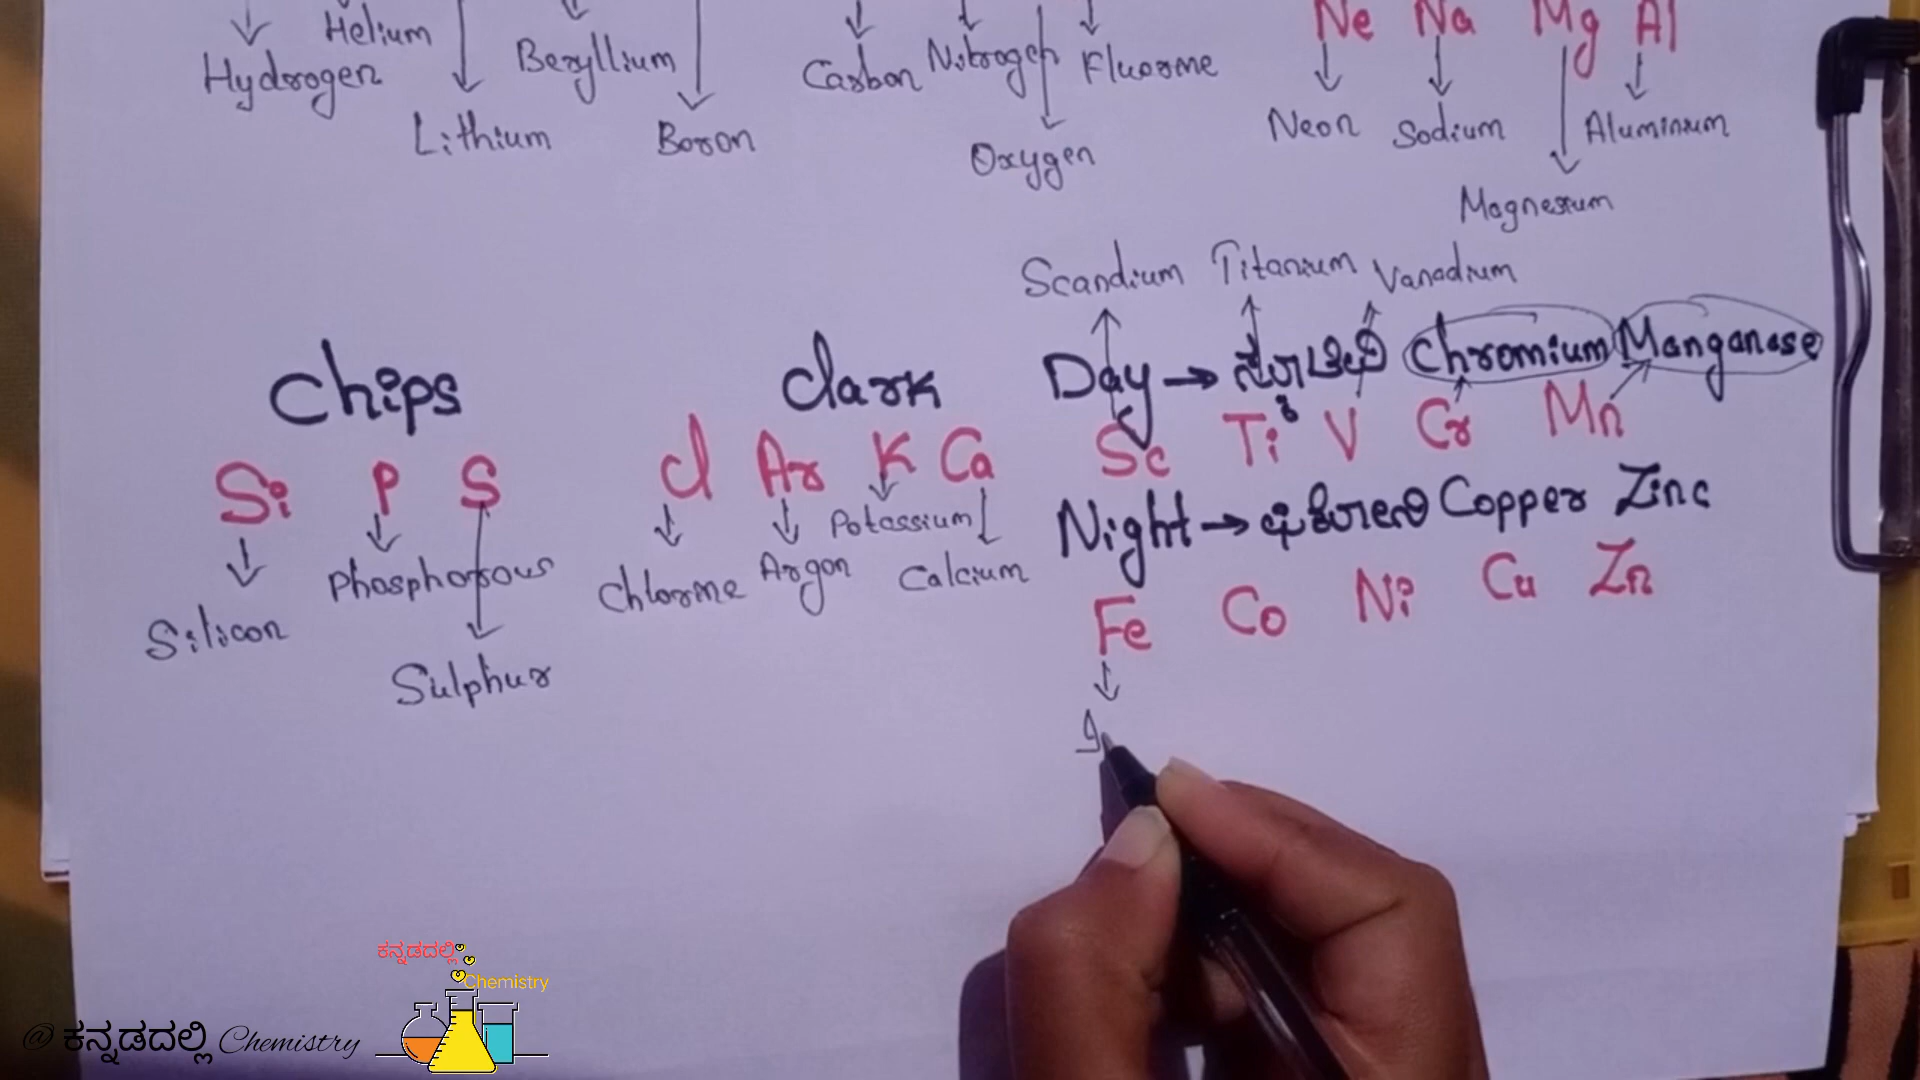 Ne Na Mg Al
Hydrogen Helium Beryllium Carbon Nitrogen Fluorine
Lithium Boron Oxygen Neon Sodium Aluminium
Magnesium
Scandium Titanium Vanadium
Chips Clark Day → Chromium Manganase
Si P S Cl Ar K Ca Sc Ti V Cr Mn
Night → Copper Zinc
Silicon Phosphorous Chlorine Argon Potassium Calcium
Fe Co Ni Cu Zn
Sulphur
ಕನ್ನಡದಲ್ಲಿ
Chemistry
@ ಕನ್ನಡದಲ್ಲಿ Chemistry